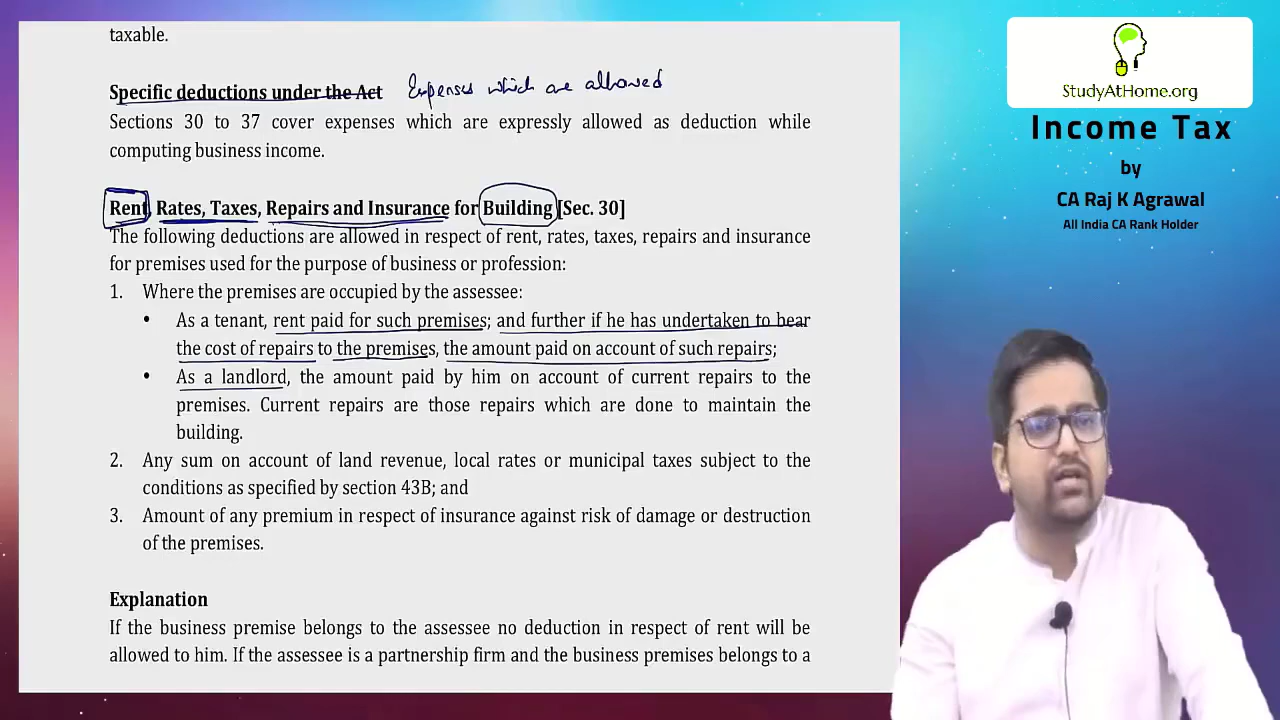 taxable.
Specific deductions under the Act Expenses which are allowed
Sections 30 to 37 cover expenses which are expressly allowed as deduction while
computing business income.
Rent, Rates, Taxes, Repairs and Insurance for Building [Sec. 30]
The following deductions are allowed in respect of rent, rates, taxes, repairs and insurance
for premises used for the purpose of business or profession:
1. Where the premises are occupied by the assessee:
• As a tenant, rent paid for such premises; and further if he has undertaken to bear
the cost of repairs to the premises, the amount paid on account of such repairs;
• As a landlord, the amount paid by him on account of current repairs to the
premises. Current repairs are those repairs which are done to maintain the
building.
2. Any sum on account of land revenue, local rates or municipal taxes subject to the
conditions as specified by section 43B; and
3. Amount of any premium in respect of insurance against risk of damage or destruction
of the premises.
Explanation
If the business premise belongs to the assessee no deduction in respect of rent will be
allowed to him. If the assessee is a partnership firm and the business premises belongs to a
StudyAtHome.org
Income Tax
by
CA Raj K Agrawal
All India CA Rank Holder